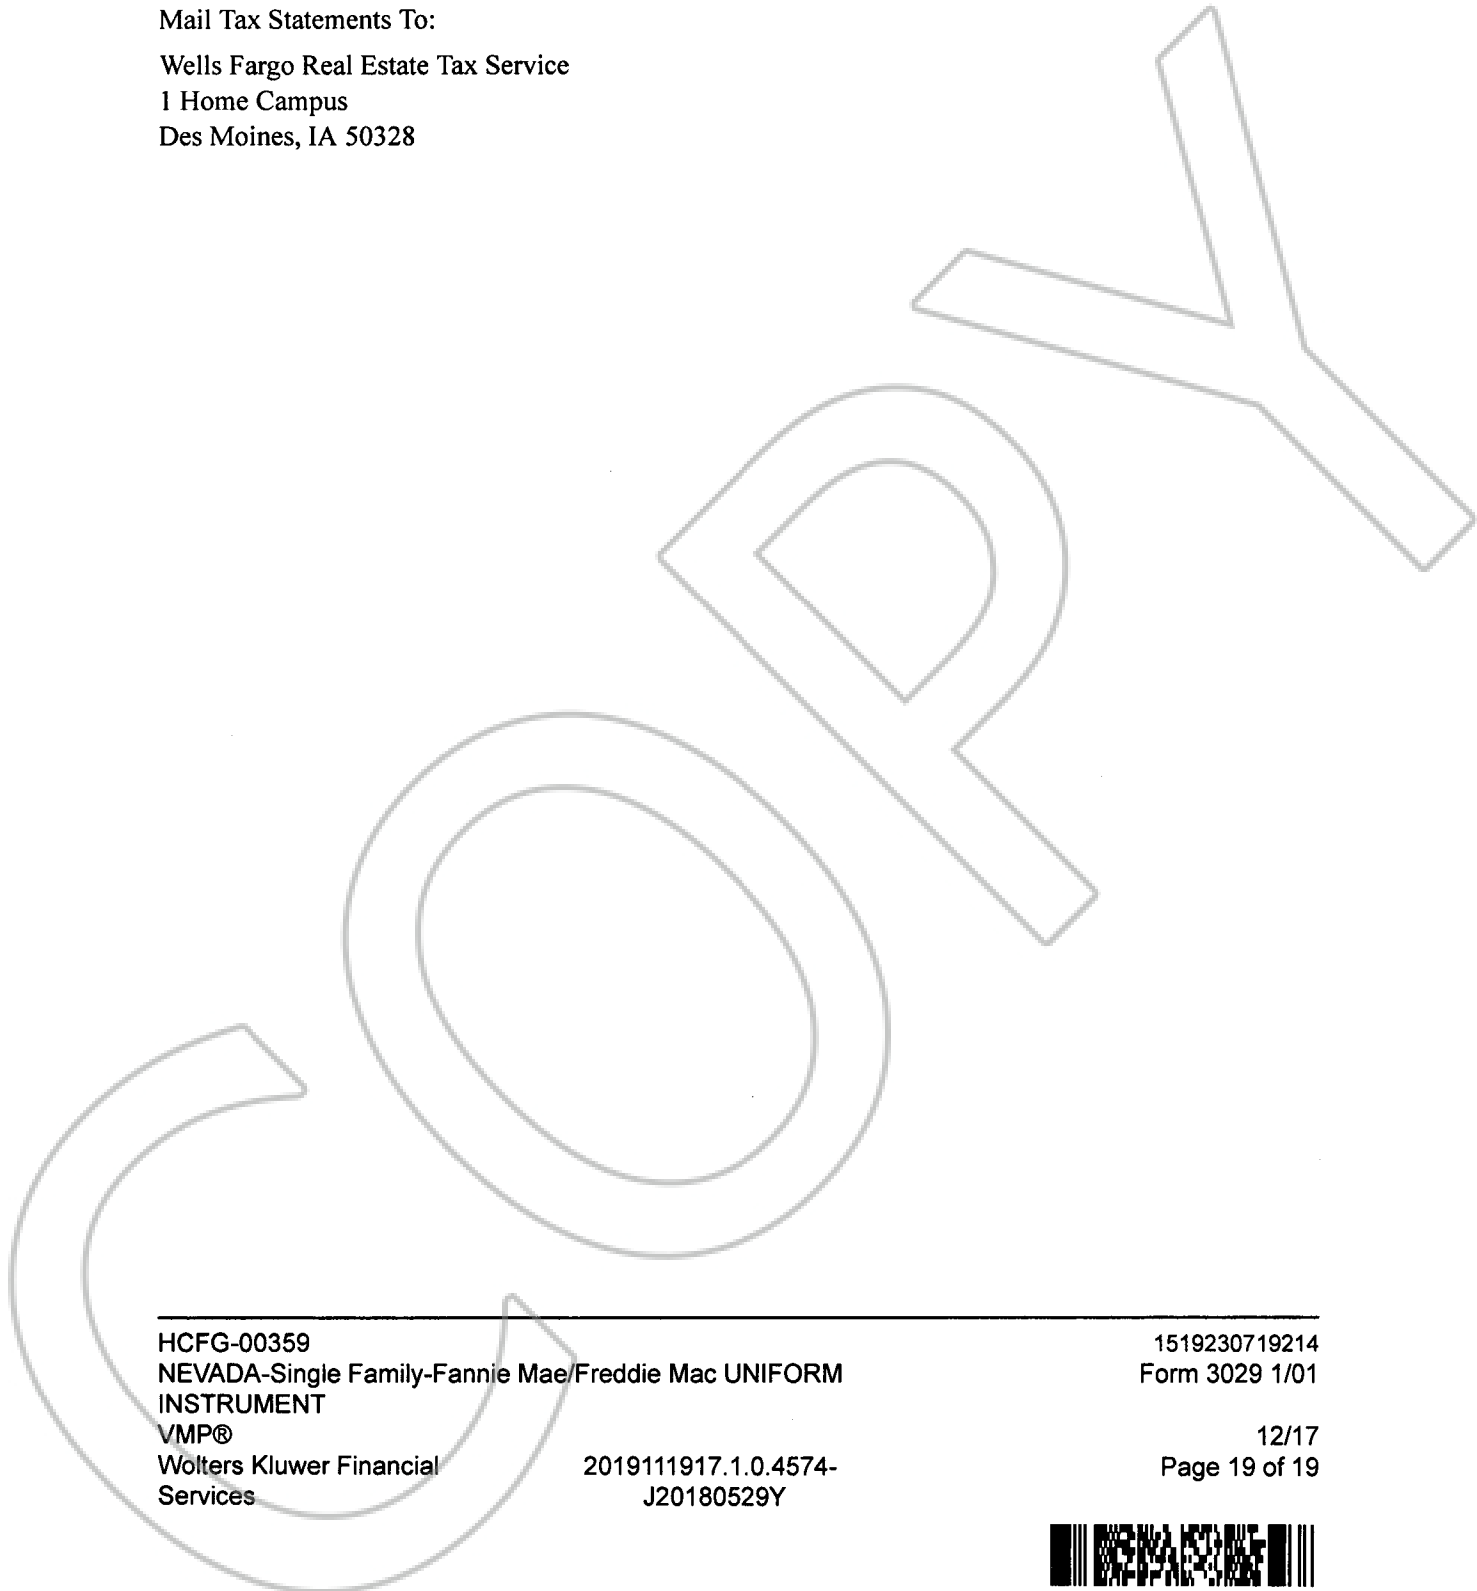 Mail Tax Statements To:
Wells Fargo Real Estate Tax Service
1 Home Campus
Des Moines, IA 50328
COPY
HCFG-00359 1519230719214
NEVADA-Single Family-Fannie Mae/Freddie Mac UNIFORM Form 3029 1/01
INSTRUMENT
VMP® 12/17
Wolters Kluwer Financial 2019111917.1.0.4574- Page 19 of 19
Services J20180529Y